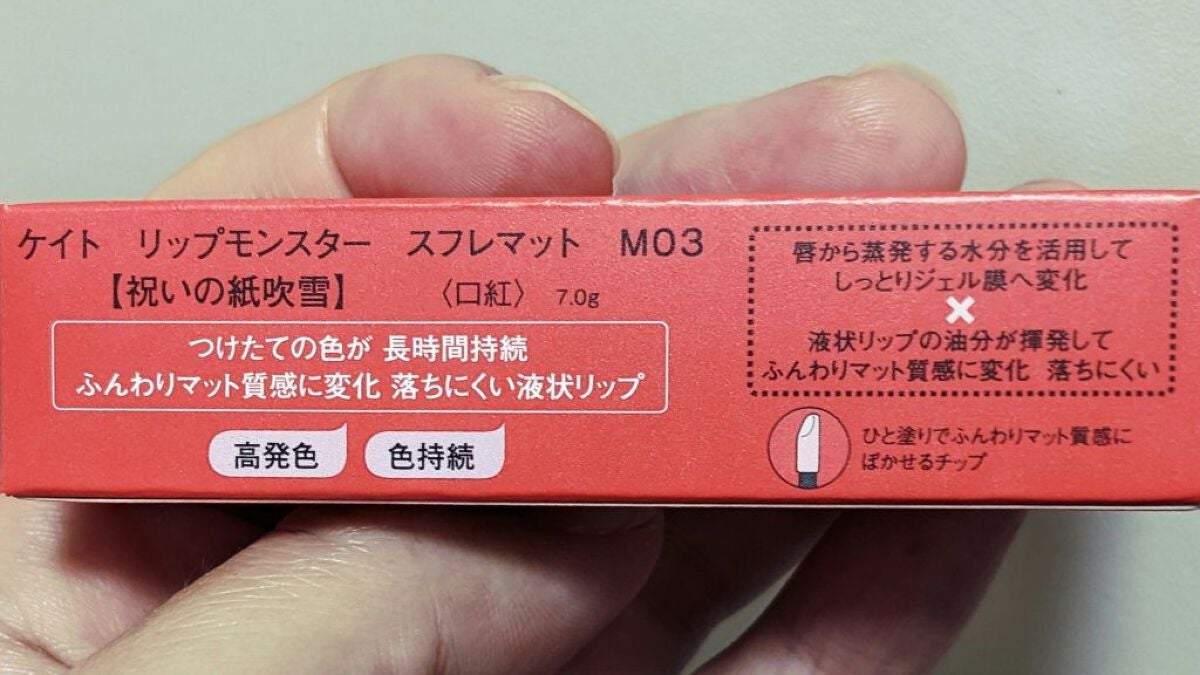 ケイト　リップモンスター　スフレマット　M03
【祝いの紙吹雪】　〈口紅〉 7.0g
つけたての色が 長時間持続
ふんわりマット質感に変化 落ちにくい液状リップ
高発色　色持続
唇から蒸発する水分を活用して
しっとりジェル膜へ変化
×
液状リップの油分が揮発して
ふんわりマット質感に変化 落ちにくい
ひと塗りでふんわりマット質感に
ぼかせるチップ